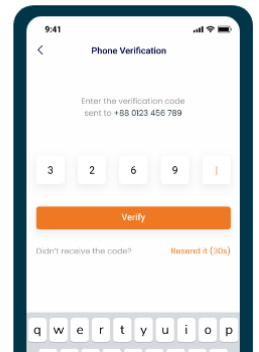 9:41
Phone Verification
Enter the verification code
sent to +88 0123 456 789
3 2 6 9
Verify
Didn't receive the code? Resend it (30s)
q w e r t y u i o p